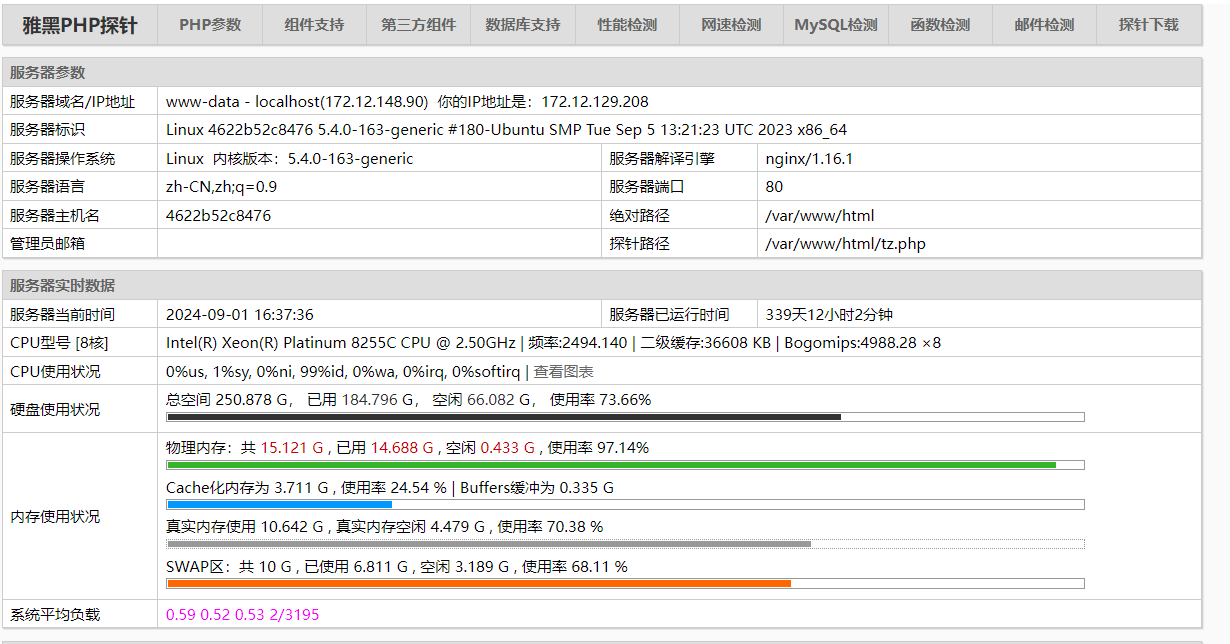 雅黑PHP探针 PHP参数 组件支持 第三方组件 数据库支持 性能检测 网速检测 MySQL检测 函数检测 邮件检测 探针下载
服务器参数
服务器域名/IP地址 www-data - localhost(172.12.148.90) 你的IP地址是：172.12.129.208
服务器标识 Linux 4622b52c8476 5.4.0-163-generic #180-Ubuntu SMP Tue Sep 5 13:21:23 UTC 2023 x86_64
服务器操作系统 Linux 内核版本：5.4.0-163-generic 服务器解译引擎 nginx/1.16.1
服务器语言 zh-CN,zh;q=0.9 服务器端口 80
服务器主机名 4622b52c8476 绝对路径 /var/www/html
管理员邮箱 探针路径 /var/www/html/tz.php
服务器实时数据
服务器当前时间 2024-09-01 16:37:36 服务器已运行时间 339天12小时2分钟
CPU型号 [8核] Intel(R) Xeon(R) Platinum 8255C CPU @ 2.50GHz | 频率:2494.140 | 二级缓存:36608 KB | Bogomips:4988.28 ×8
CPU使用状况 0%us, 1%sy, 0%ni, 99%id, 0%wa, 0%irq, 0%softirq | 查看图表
硬盘使用状况 总空间 250.878 G， 已用 184.796 G， 空闲 66.082 G， 使用率 73.66%
内存使用状况
物理内存：共 15.121 G , 已用 14.688 G , 空闲 0.433 G , 使用率 97.14%
Cache化内存为 3.711 G , 使用率 24.54 % | Buffers缓冲为 0.335 G
真实内存使用 10.642 G , 真实内存空闲 4.479 G , 使用率 70.38 %
SWAP区：共 10 G , 已使用 6.811 G , 空闲 3.189 G , 使用率 68.11 %
系统平均负载 0.59 0.52 0.53 2/3195